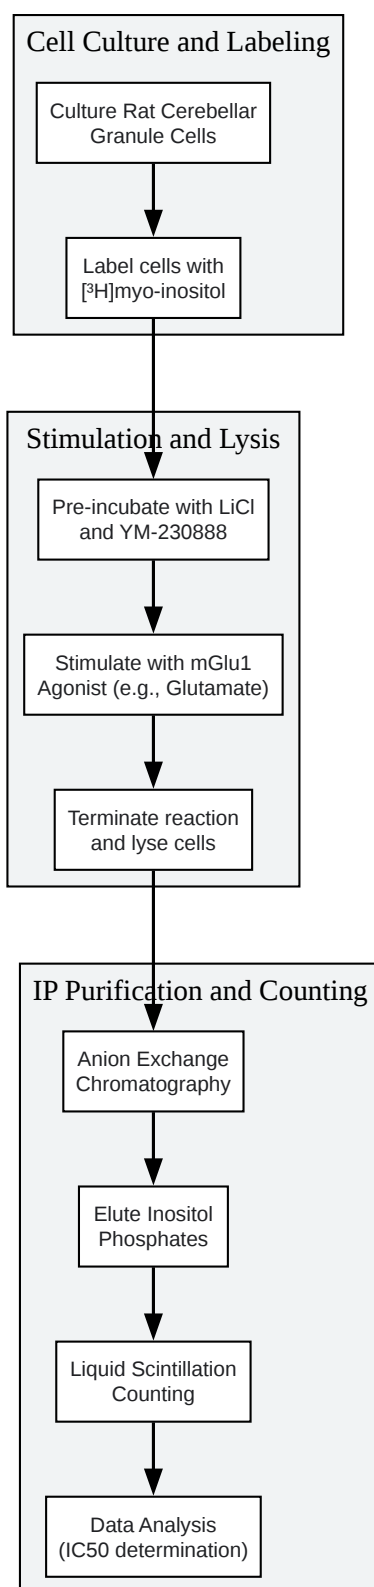 Cell Culture and Labeling
Culture Rat Cerebellar
Granule Cells
Label cells with
[³H]myo-inositol
Stimulation and Lysis
Pre-incubate with LiCl
and YM-230888
Stimulate with mGlu1
Agonist (e.g., Glutamate)
Terminate reaction
and lyse cells
IP Purification and Counting
Anion Exchange
Chromatography
Elute Inositol
Phosphates
Liquid Scintillation
Counting
Data Analysis
(IC50 determination)